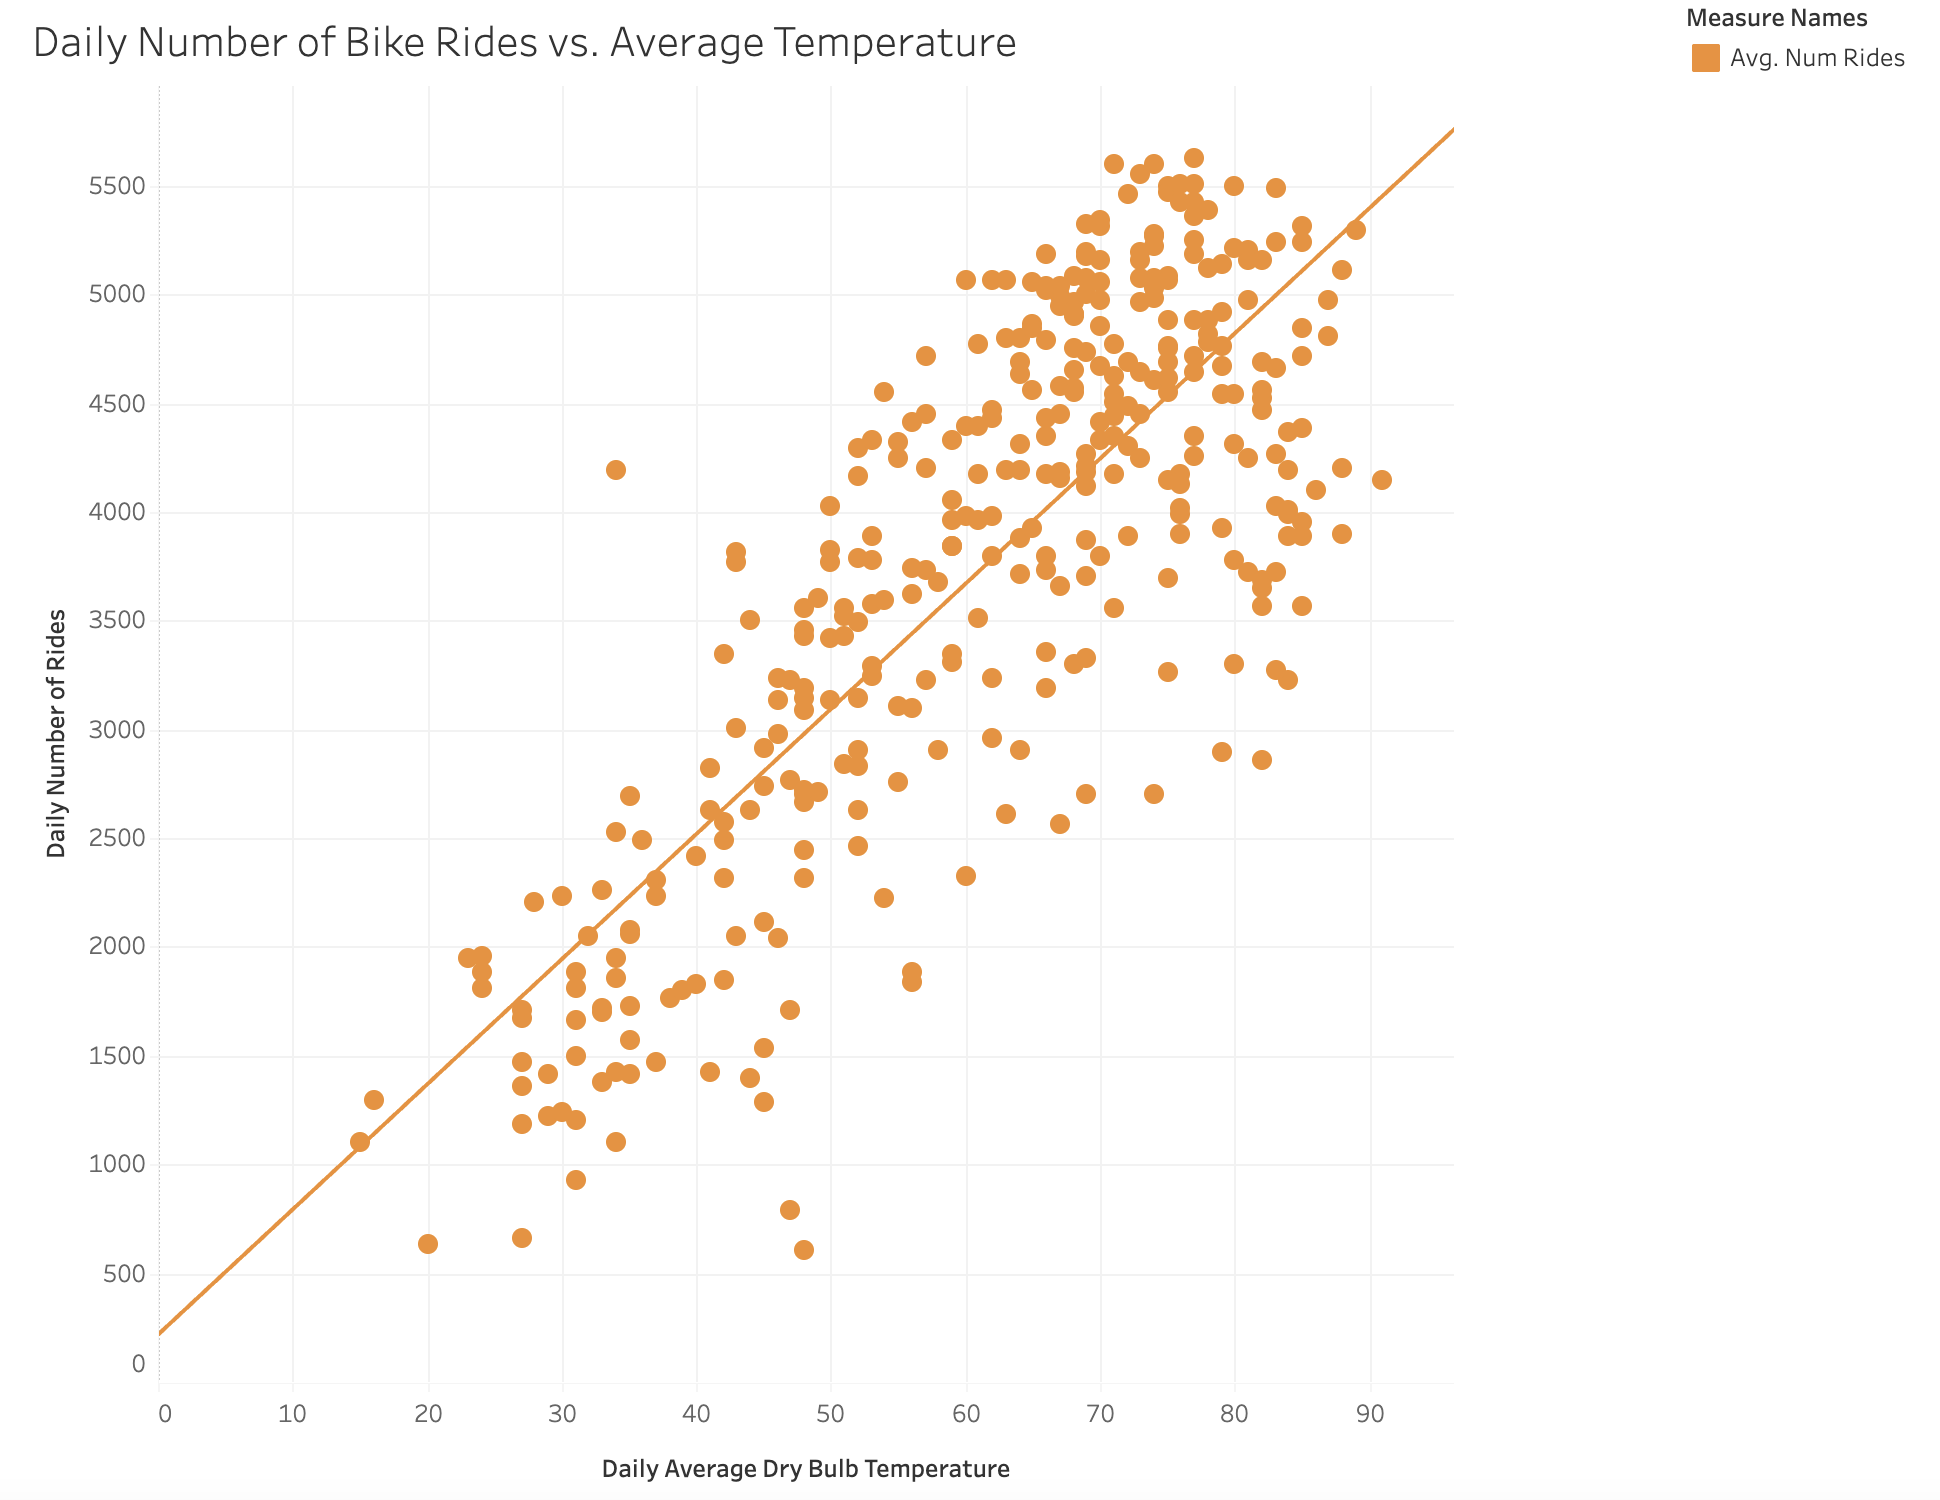 Daily Number of Bike Rides vs. Average Temperature
Measure Names
Avg. Num Rides
5500
5000
4500
4000
3500
3000
2500
2000
1500
1000
500
0
Daily Number of Rides
0 10 20 30 40 50 60 70 80 90
Daily Average Dry Bulb Temperature